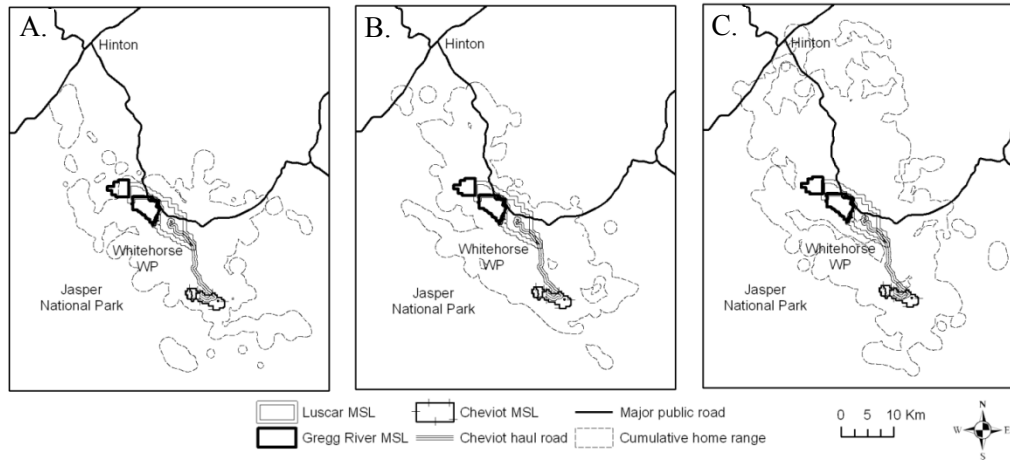 A.
Hinton
Whitehorse
WP
Jasper
National Park
B.
Hinton
Whitehorse
WP
Jasper
National Park
C.
Hinton
Whitehorse
WP
Jasper
National Park
Luscar MSL
Cheviot MSL
Major public road
Gregg River MSL
Cheviot haul road
Cumulative home range
0 5 10 Km
N
W E
S